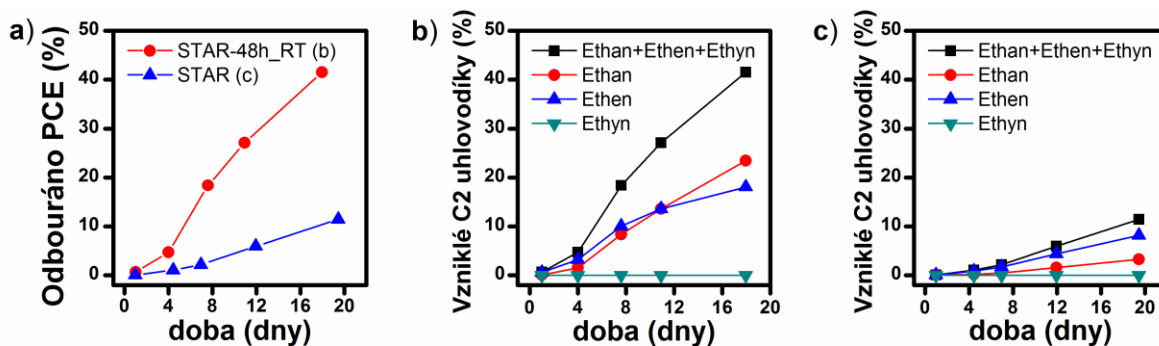 a)
Odbouráno PCE (%)
50
40
30
20
10
0
STAR-48h_RT (b)
STAR (c)
0 4 8 12 16 20
doba (dny)
b)
Vzniklé C2 uhlovodíky (%)
50
40
30
20
10
0
Ethan+Ethen+Ethyn
Ethan
Ethen
Ethyn
0 4 8 12 16 20
doba (dny)
c)
Vzniklé C2 uhlovodíky (%)
50
40
30
20
10
0
Ethan+Ethen+Ethyn
Ethan
Ethen
Ethyn
0 4 8 12 16 20
doba (dny)